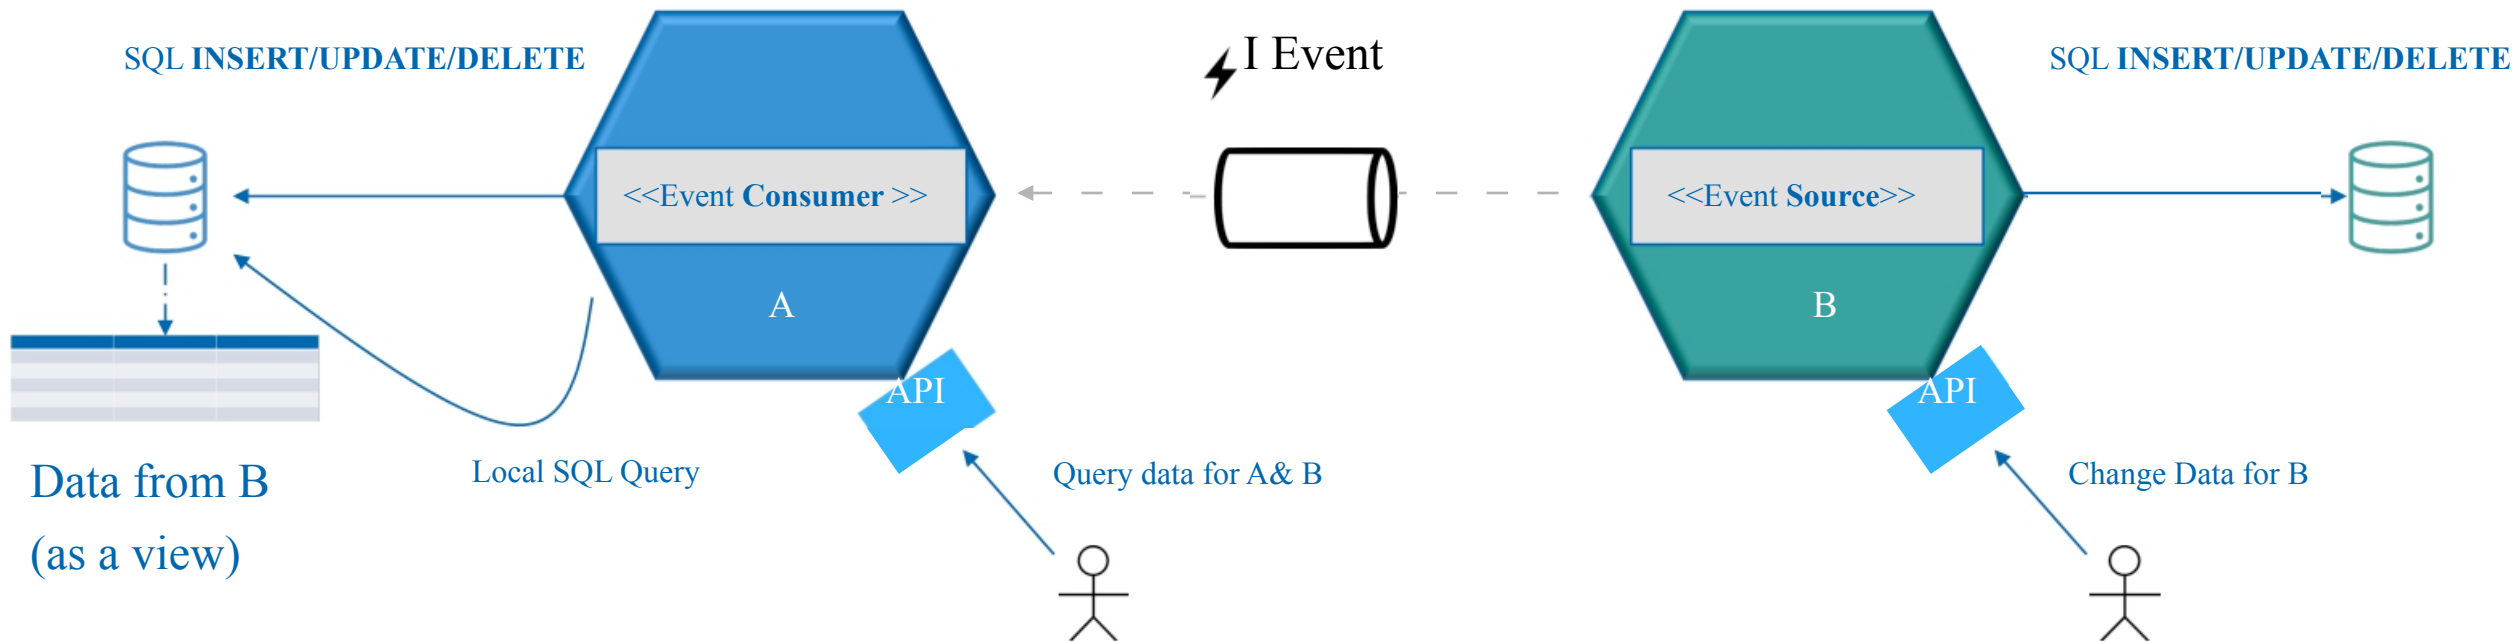 SQL INSERT/UPDATE/DELETE
I Event
SQL INSERT/UPDATE/DELETE
<<Event Consumer >>
<<Event Source>>
A
B
API
API
Data from B
(as a view)
Local SQL Query
Query data for A& B
Change Data for B